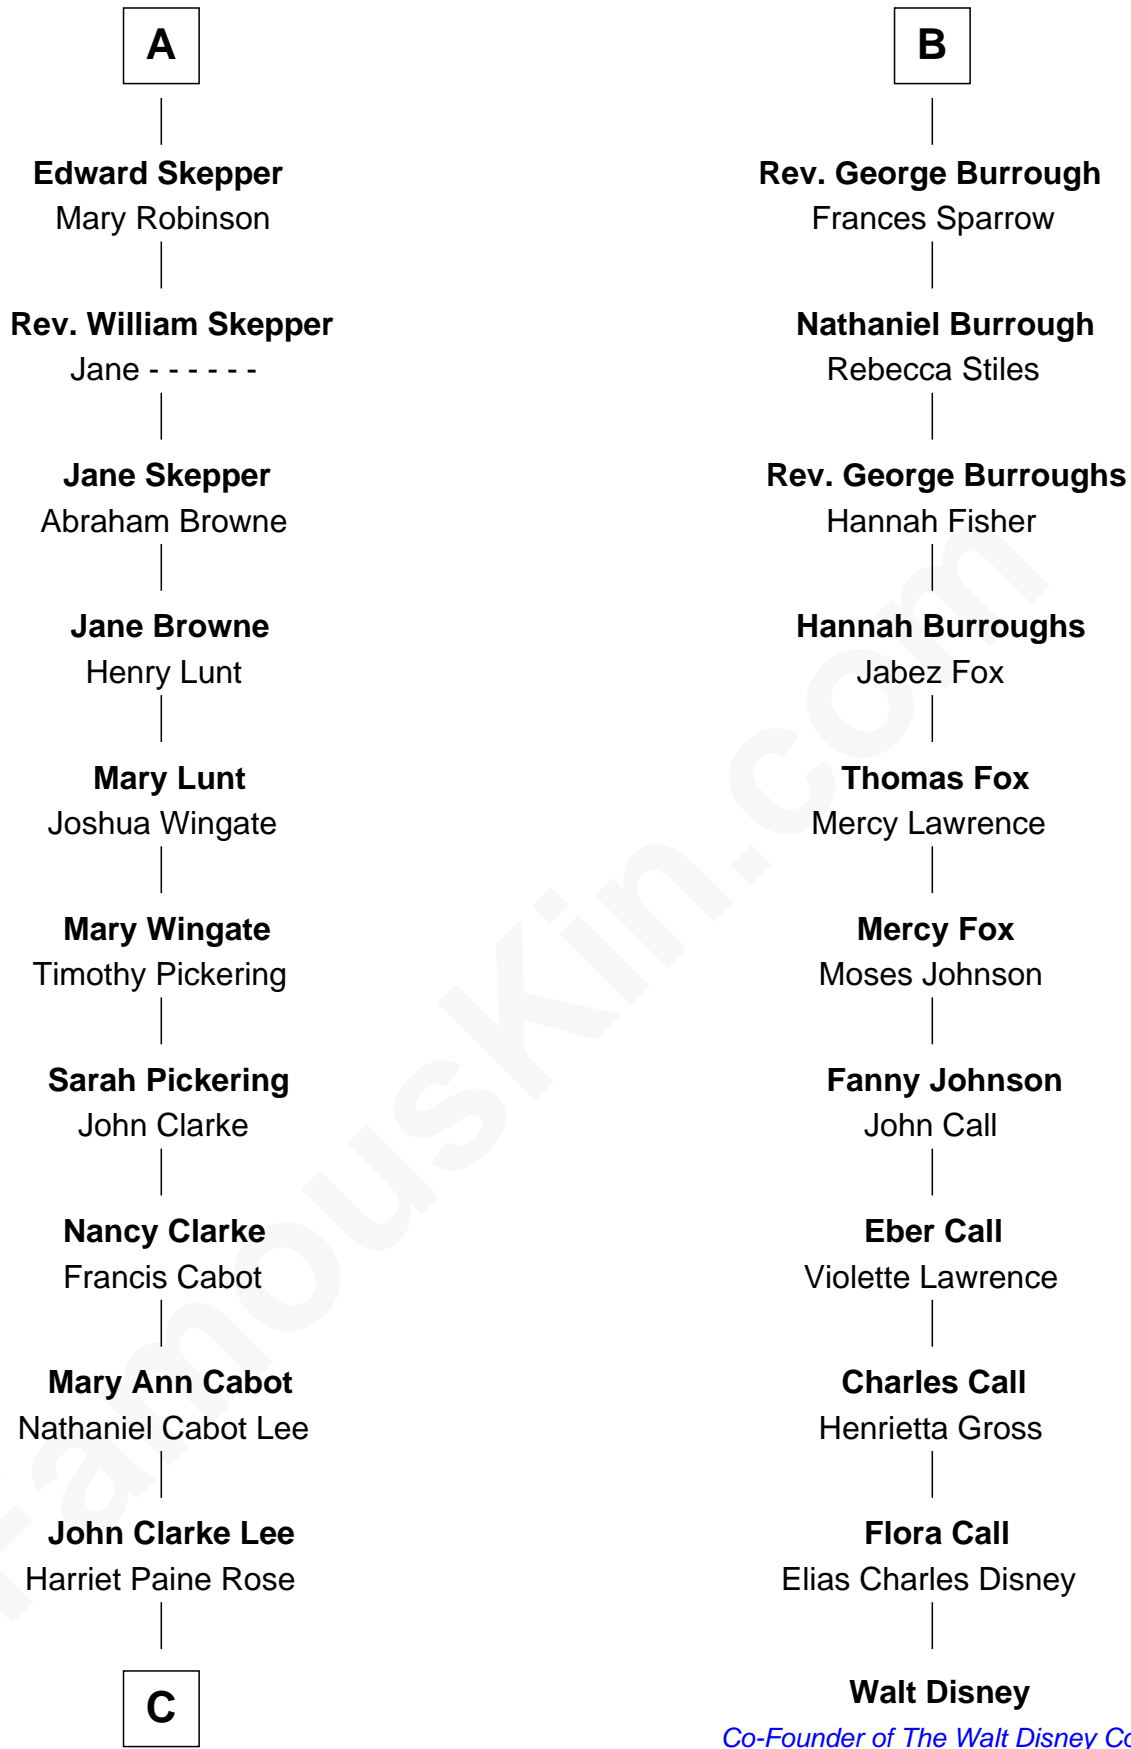 A
Edward Skepper
Mary Robinson
Rev. William Skepper
Jane - - - - - -
Jane Skepper
Abraham Browne
Jane Browne
Henry Lunt
Mary Lunt
Joshua Wingate
Mary Wingate
Timothy Pickering
Sarah Pickering
John Clarke
Nancy Clarke
Francis Cabot
Mary Ann Cabot
Nathaniel Cabot Lee
John Clarke Lee
Harriet Paine Rose
C
B
Rev. George Burrough
Frances Sparrow
Nathaniel Burrough
Rebecca Stiles
Rev. George Burroughs
Hannah Fisher
Hannah Burroughs
Jabez Fox
Thomas Fox
Mercy Lawrence
Mercy Fox
Moses Johnson
Fanny Johnson
John Call
Eber Call
Violette Lawrence
Charles Call
Henrietta Gross
Flora Call
Elias Charles Disney
Walt Disney
Co-Founder of The Walt Disney Co
FamousKin.com